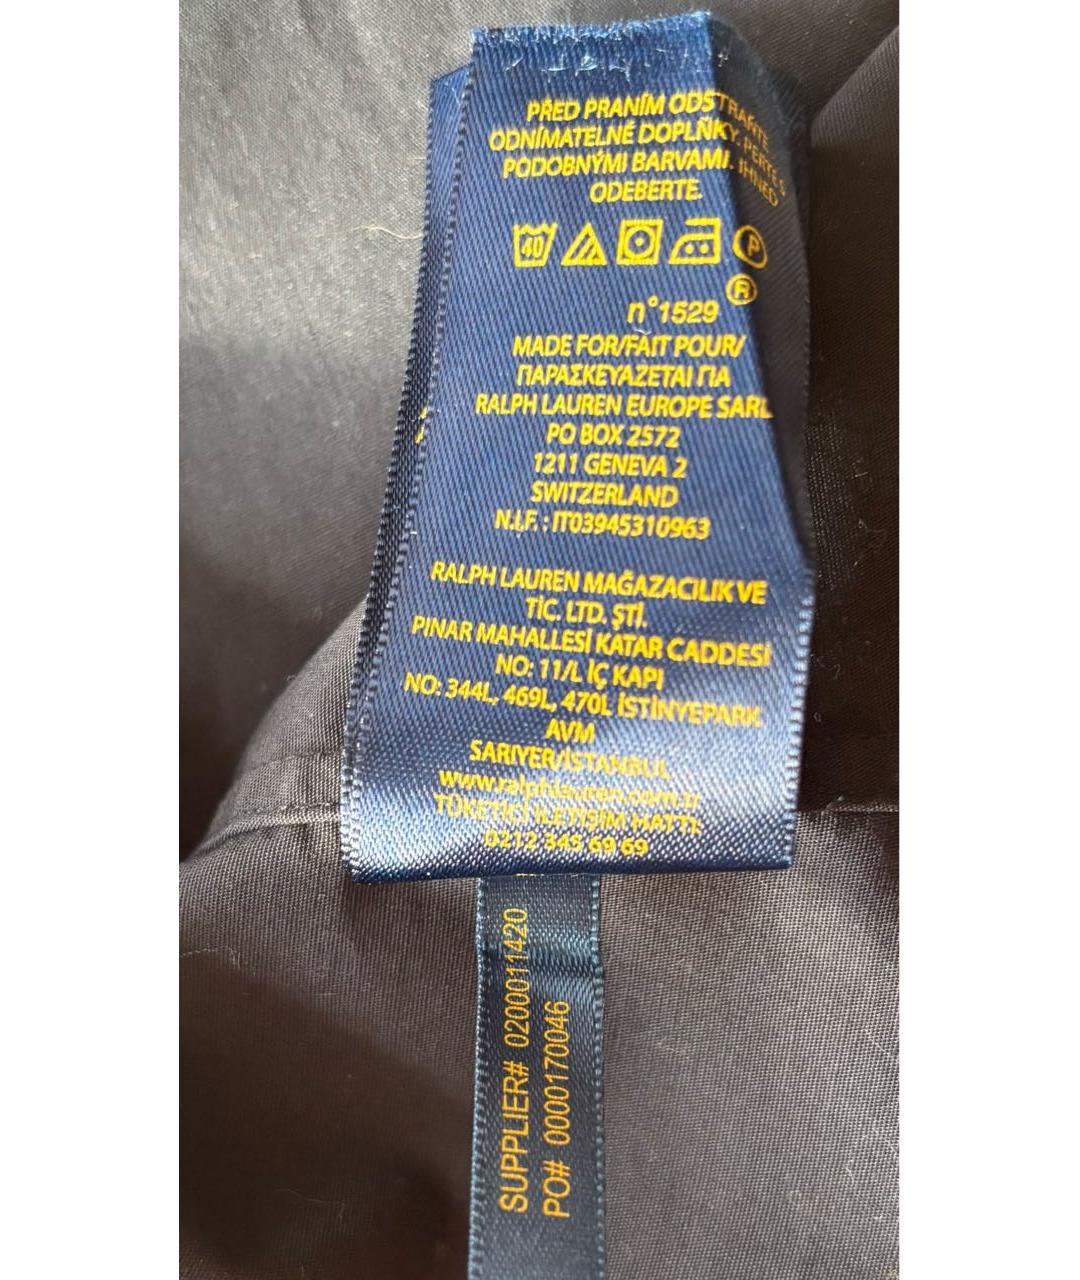 PŘED PRANÍM ODSTRAŇTE
ODNÍMATELNÉ DOPLŇKY. PERTE S
PODOBNÝMI BARVAMI. IHNED
ODEBERTE.
40 P
®
n°1529
MADE FOR/FAIT POUR/
ΠΑΡΑΣΚΕΥΑΖΕΤΑΙ ΓΙΑ
RALPH LAUREN EUROPE SARL
PO BOX 2572
1211 GENEVA 2
SWITZERLAND
N.I.F. : IT03945310963
RALPH LAUREN MAĞAZACILIK VE
TİC. LTD. ŞTİ.
PINAR MAHALLESİ KATAR CADDESİ
NO: 11/L İÇ KAPI
NO: 344L, 469L, 470L İSTİNYEPARK
AVM
SARIYER/İSTANBUL
www.ralphlauren.com.tr
TÜKETİCİ İLETİŞİM HATTI:
0212 345 69 69
SUPPLIER# 0200011420
PO# 0000170046